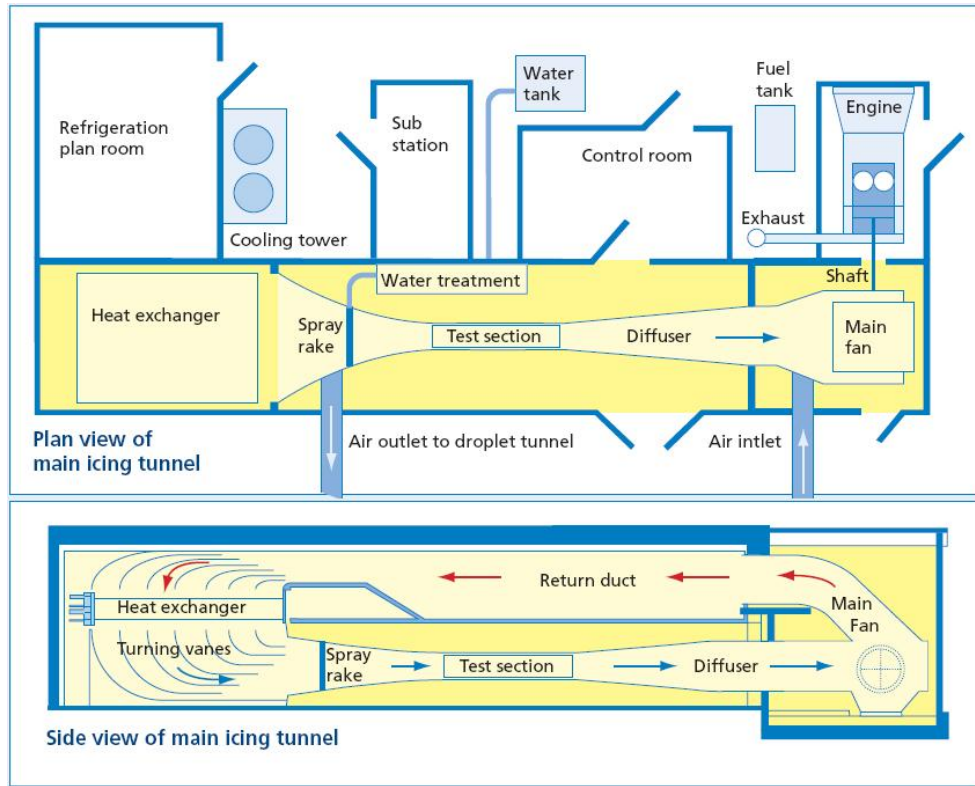 Refrigeration
plan room
Cooling tower
Sub
station
Water
tank
Control room
Fuel
tank
Engine
Exhaust
Shaft
Heat exchanger
Spray
rake
Water treatment
Test section
Diffuser
Main
fan
Plan view of
main icing tunnel
Air outlet to droplet tunnel
Air intlet
Return duct
Main
Fan
Heat exchanger
Turning vanes
Spray
rake
Test section
Diffuser
Side view of main icing tunnel